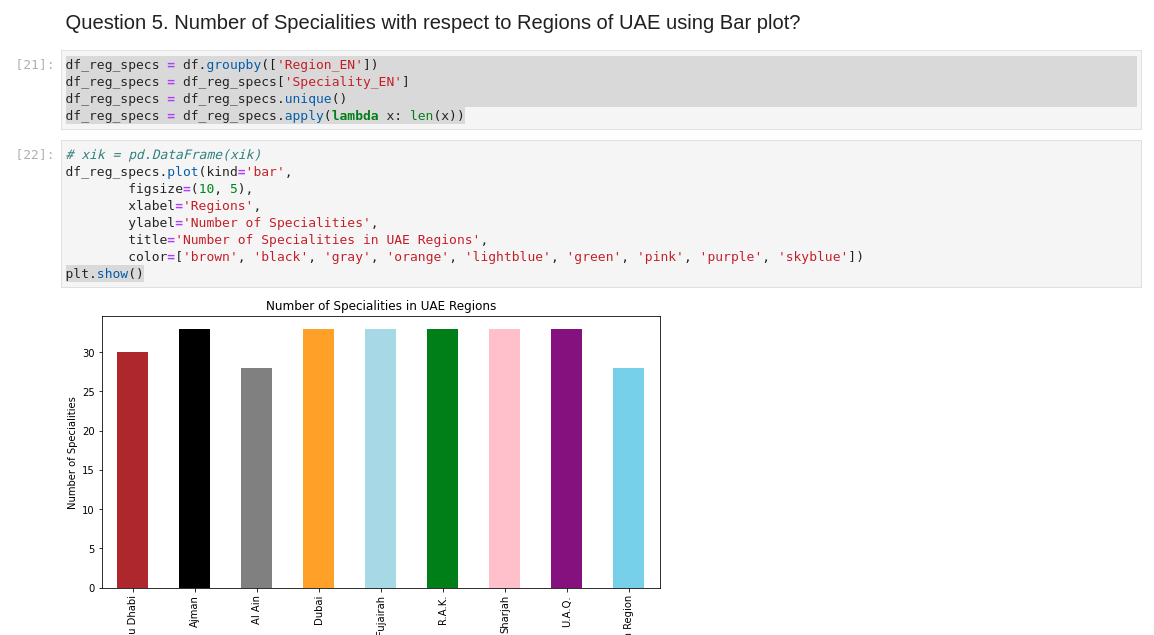 Question 5. Number of Specialities with respect to Regions of UAE using Bar plot?
[21]: df_reg_specs = df.groupby(['Region_EN'])
df_reg_specs = df_reg_specs['Speciality_EN']
df_reg_specs = df_reg_specs.unique()
df_reg_specs = df_reg_specs.apply(lambda x: len(x))
[22]: # xik = pd.DataFrame(xik)
df_reg_specs.plot(kind='bar',
figsize=(10, 5),
xlabel='Regions',
ylabel='Number of Specialities',
title='Number of Specialities in UAE Regions',
color=['brown', 'black', 'gray', 'orange', 'lightblue', 'green', 'pink', 'purple', 'skyblue'])
plt.show()
Number of Specialities in UAE Regions
Number of Specialities
30
25
20
15
10
5
0
u Dhabi
Ajman
Al Ain
Dubai
Fujairah
R.A.K.
Sharjah
U.A.Q.
Region